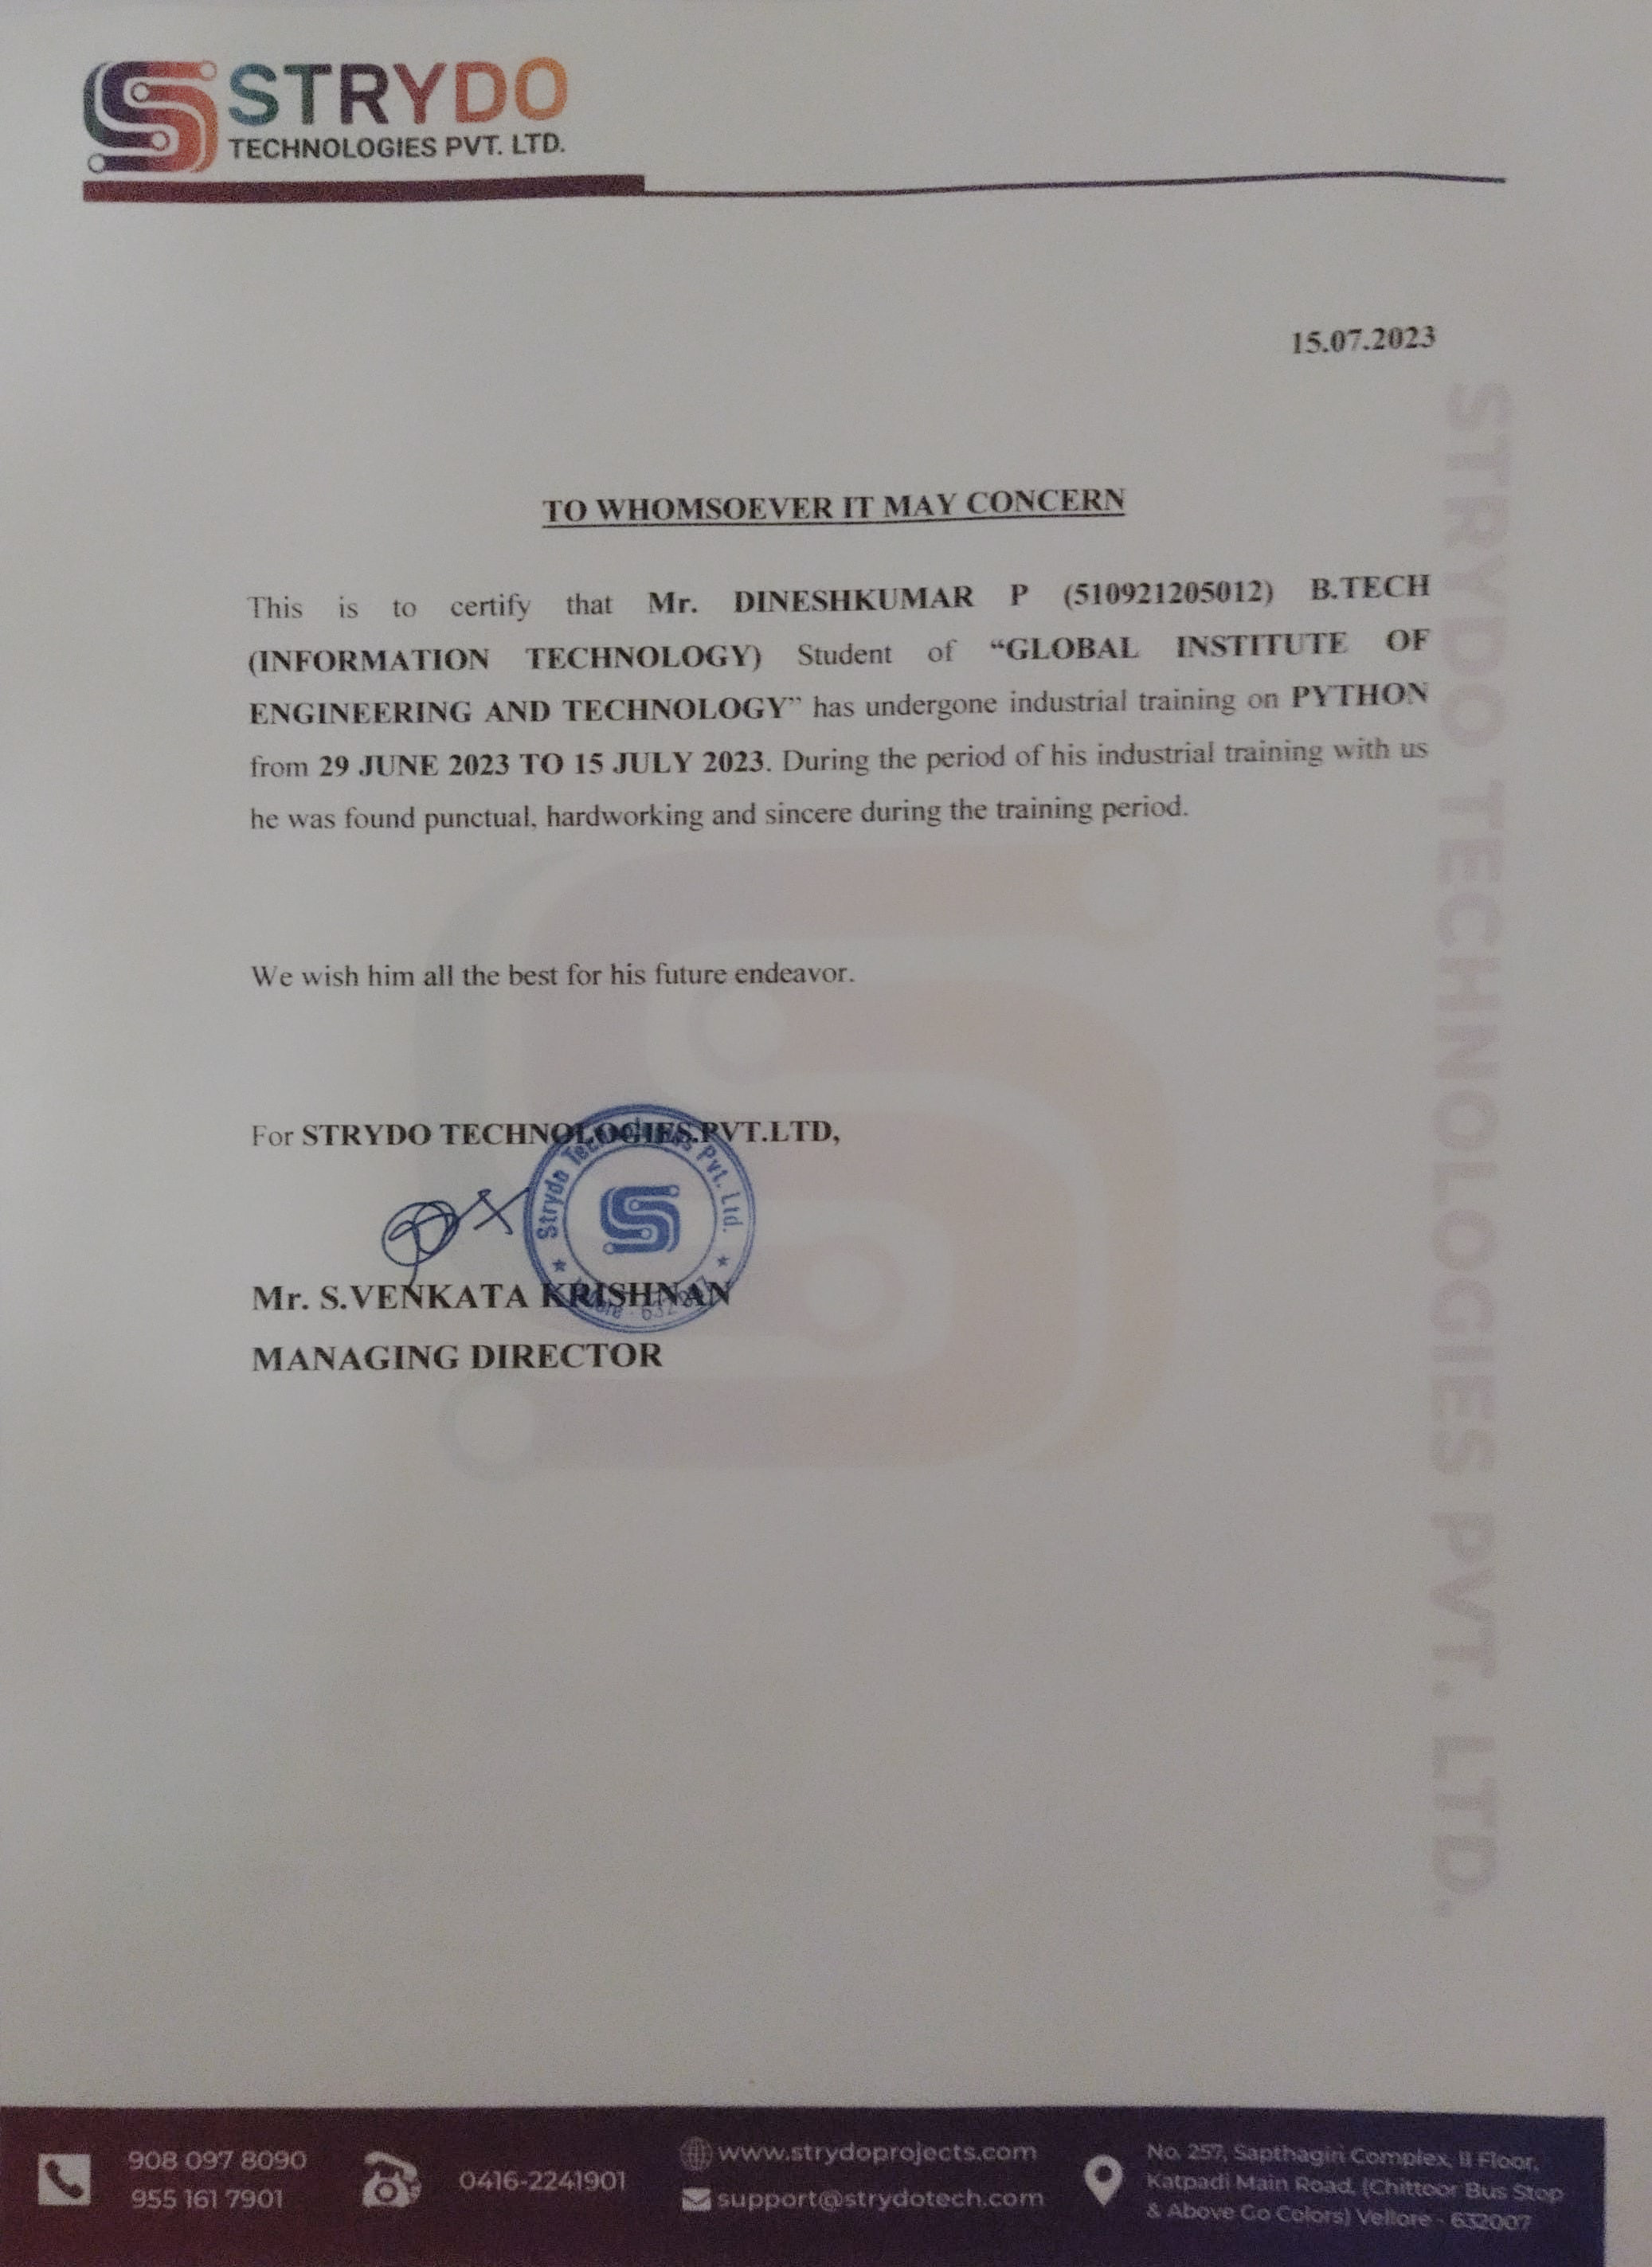 STRYDO
TECHNOLOGIES PVT. LTD.
15.07.2023
TO WHOMSOEVER IT MAY CONCERN
This is to certify that Mr. DINESHKUMAR P (510921205012) B.TECH
(INFORMATION TECHNOLOGY) Student of “GLOBAL INSTITUTE OF
ENGINEERING AND TECHNOLOGY” has undergone industrial training on PYTHON
from 29 JUNE 2023 TO 15 JULY 2023. During the period of his industrial training with us
he was found punctual, hardworking and sincere during the training period.
We wish him all the best for his future endeavor.
For STRYDO TECHNOLOGIES.PVT.LTD,
Strydo Technologies Pvt. Ltd.
Mr. S.VENKATA KRISHNAN
MANAGING DIRECTOR
STRYDO TECHNOLOGIES PVT. LTD.
908 097 8090
955 161 7901
0416-2241901
www.strydoprojects.com
support@strydotech.com
No. 257, Sapthagiri Complex, II Floor,
Katpadi Main Road, (Chittoor Bus Stop
& Above Go Colors) Vellore - 632007